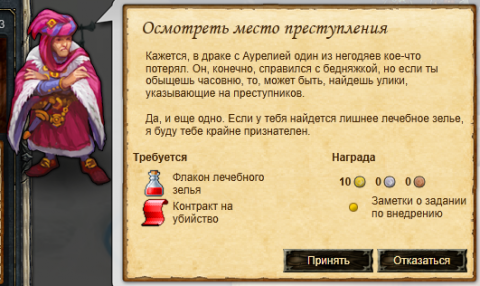 3
Осмотреть место преступления
Кажется, в драке с Аурелией один из негодяев кое-что
потерял. Он, конечно, справился с бедняжкой, но если ты
обыщешь часовню, то, может быть, найдешь улики,
указывающие на преступников.
Да, и еще одно. Если у тебя найдется лишнее лечебное зелье,
я буду тебе крайне признателен.
Требуется
Награда
Флакон лечебного
зелья
10 0 0
Контракт на
убийство
Заметки о задании
по внедрению
Принять
Отказаться